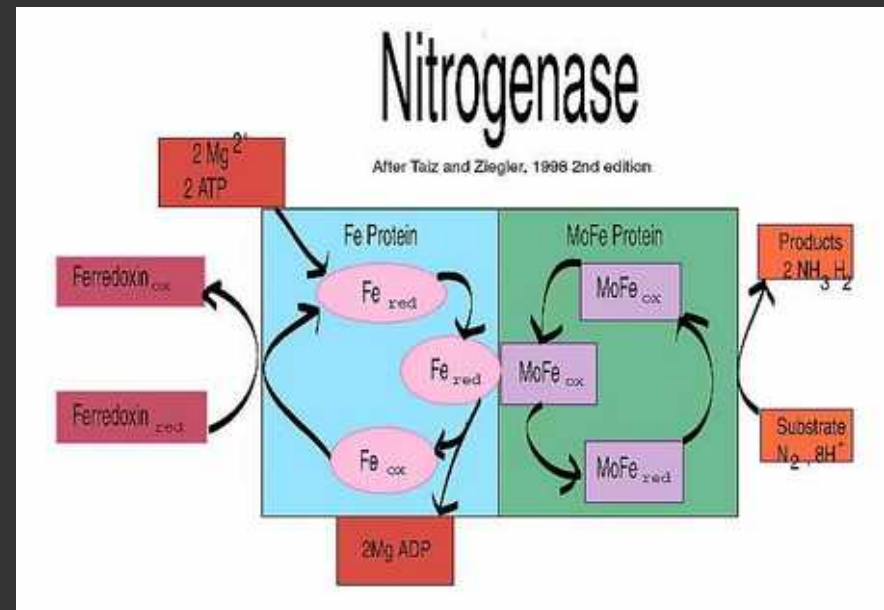 Nitrogenase
After Taiz and Ziegler, 1998 2nd edition
2 Mg 2+
2 ATP
Fe Protein
MoFe Protein
Products
2 NH3 H2
Ferredoxin ox
Fe red
MoFe ox
Fe red
MoFe ox
Ferredoxin red
Substrate
N2 , 8H+
Fe ox
MoFe red
2Mg ADP